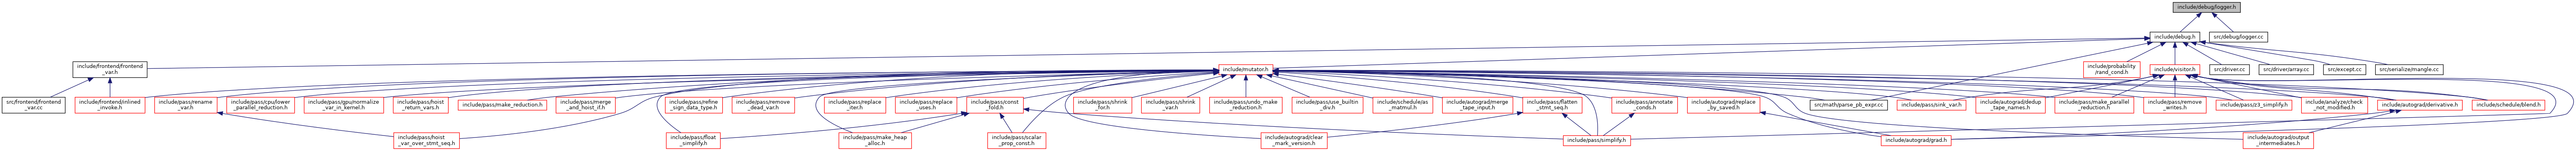 include/debug/logger.h
include/debug.h
src/debug/logger.cc
include/frontend/frontend
_var.h
include/mutator.h
include/probability
/rand_cond.h
include/visitor.h
src/driver.cc
src/driver/array.cc
src/except.cc
src/serialize/mangle.cc
src/frontend/frontend
_var.cc
include/frontend/inlined
_invoke.h
include/pass/rename
_var.h
include/pass/cpu/lower
_parallel_reduction.h
include/pass/gpu/normalize
_var_in_kernel.h
include/pass/hoist
_return_vars.h
include/pass/make_reduction.h
include/pass/merge
_and_hoist_if.h
include/pass/refine
_sign_data_type.h
include/pass/remove
_dead_var.h
include/pass/replace
_iter.h
include/pass/replace
_uses.h
include/pass/const
_fold.h
include/pass/shrink
_for.h
include/pass/shrink
_var.h
include/pass/undo_make
_reduction.h
include/pass/use_builtin
_div.h
include/schedule/as
_matmul.h
include/autograd/merge
_tape_input.h
include/pass/flatten
_stmt_seq.h
include/pass/annotate
_conds.h
include/autograd/replace
_by_saved.h
src/math/parse_pb_expr.cc
include/pass/sink_var.h
include/autograd/dedup
_tape_names.h
include/pass/make_parallel
_reduction.h
include/pass/remove
_writes.h
include/pass/z3_simplify.h
include/analyze/check
_not_modified.h
include/autograd/derivative.h
include/schedule/blend.h
include/pass/hoist
_var_over_stmt_seq.h
include/pass/float
_simplify.h
include/pass/make_heap
_alloc.h
include/pass/scalar
_prop_const.h
include/autograd/clear
_mark_version.h
include/pass/simplify.h
include/autograd/grad.h
include/autograd/output
_intermediates.h